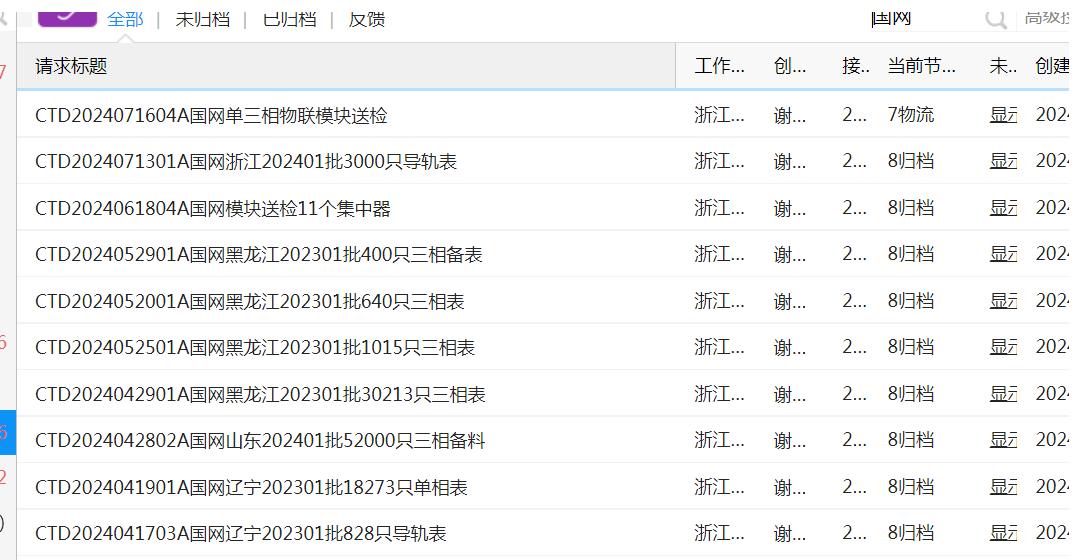 全部 | 未归档 | 已归档 | 反馈 国网 高级搜
请求标题 工作... 创... 接.. 当前节... 未.. 创建
CTD2024071604A国网单三相物联模块送检 浙江... 谢... 2... 7物流 显示 2024
CTD2024071301A国网浙江202401批3000只导轨表 浙江... 谢... 2... 8归档 显示 2024
CTD2024061804A国网模块送检11个集中器 浙江... 谢... 2... 8归档 显示 2024
CTD2024052901A国网黑龙江202301批400只三相备表 浙江... 谢... 2... 8归档 显示 2024
CTD2024052001A国网黑龙江202301批640只三相表 浙江... 谢... 2... 8归档 显示 2024
CTD2024052501A国网黑龙江202301批1015只三相表 浙江... 谢... 2... 8归档 显示 2024
CTD2024042901A国网黑龙江202301批30213只三相表 浙江... 谢... 2... 8归档 显示 2024
CTD2024042802A国网山东202401批52000只三相备料 浙江... 谢... 2... 8归档 显示 2024
CTD2024041901A国网辽宁202301批18273只单相表 浙江... 谢... 2... 8归档 显示 2024
CTD2024041703A国网辽宁202301批828只导轨表 浙江... 谢... 2... 8归档 显示 2024